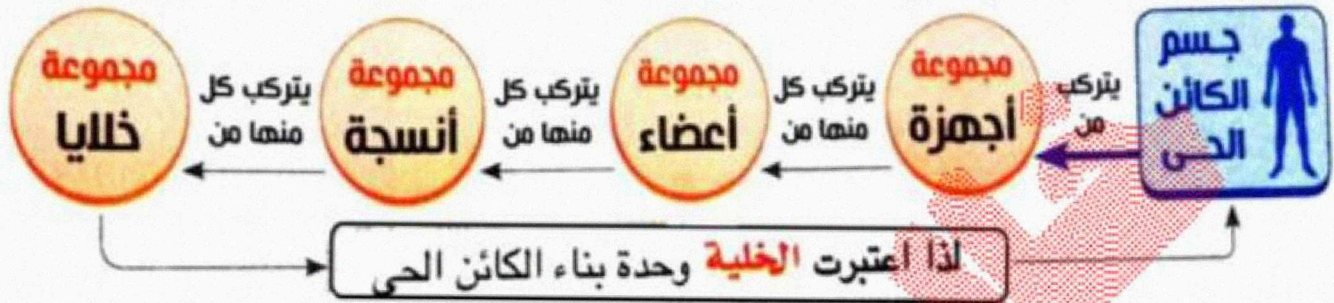 جسم
الكائن
الحى
يتركب
من
مجموعة
أجهزة
يتركب كل
منها من
مجموعة
أعضاء
يتركب كل
منها من
مجموعة
أنسجة
يتركب كل
منها من
مجموعة
خلايا
لذا اعتبرت الخلية وحدة بناء الكائن الحى